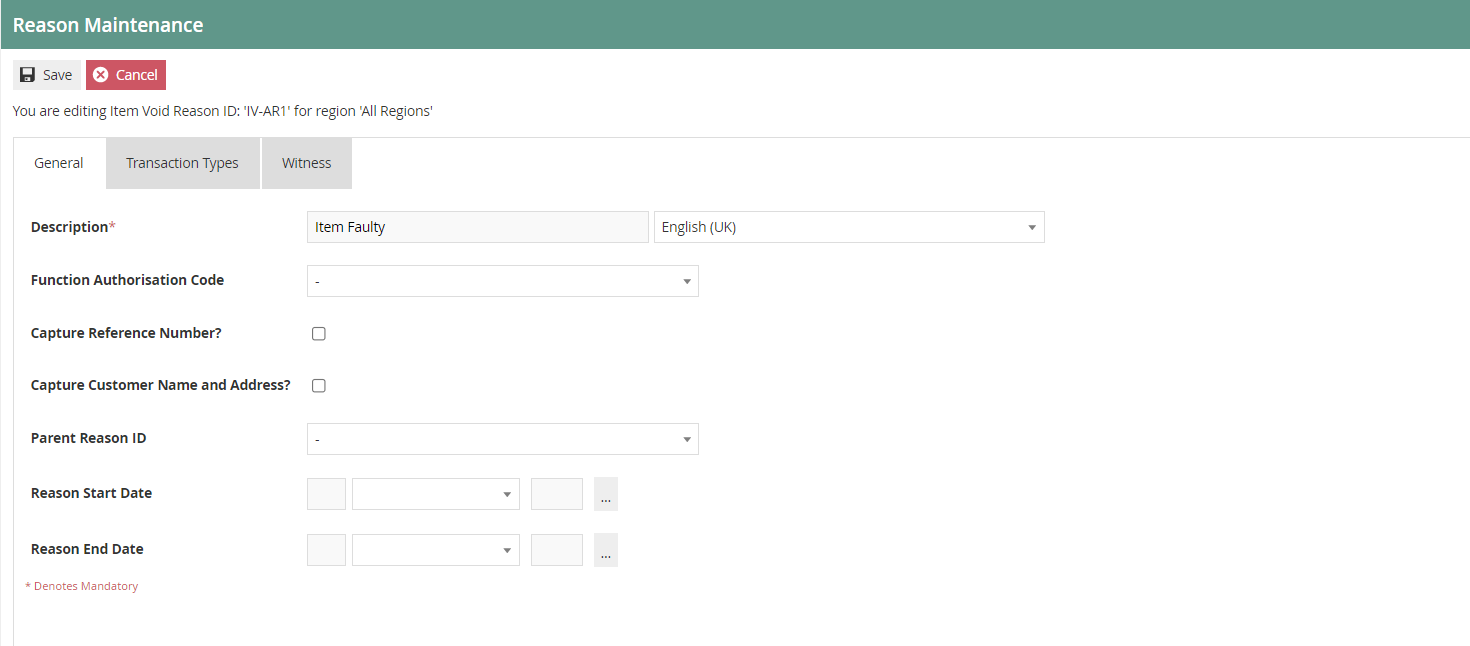 Reason Maintenance
Save Cancel
You are editing Item Void Reason ID: 'IV-AR1' for region 'All Regions'
General Transaction Types Witness
Description* Item Faulty English (UK)
Function Authorisation Code -
Capture Reference Number?
Capture Customer Name and Address?
Parent Reason ID -
Reason Start Date ...
Reason End Date ...
* Denotes Mandatory